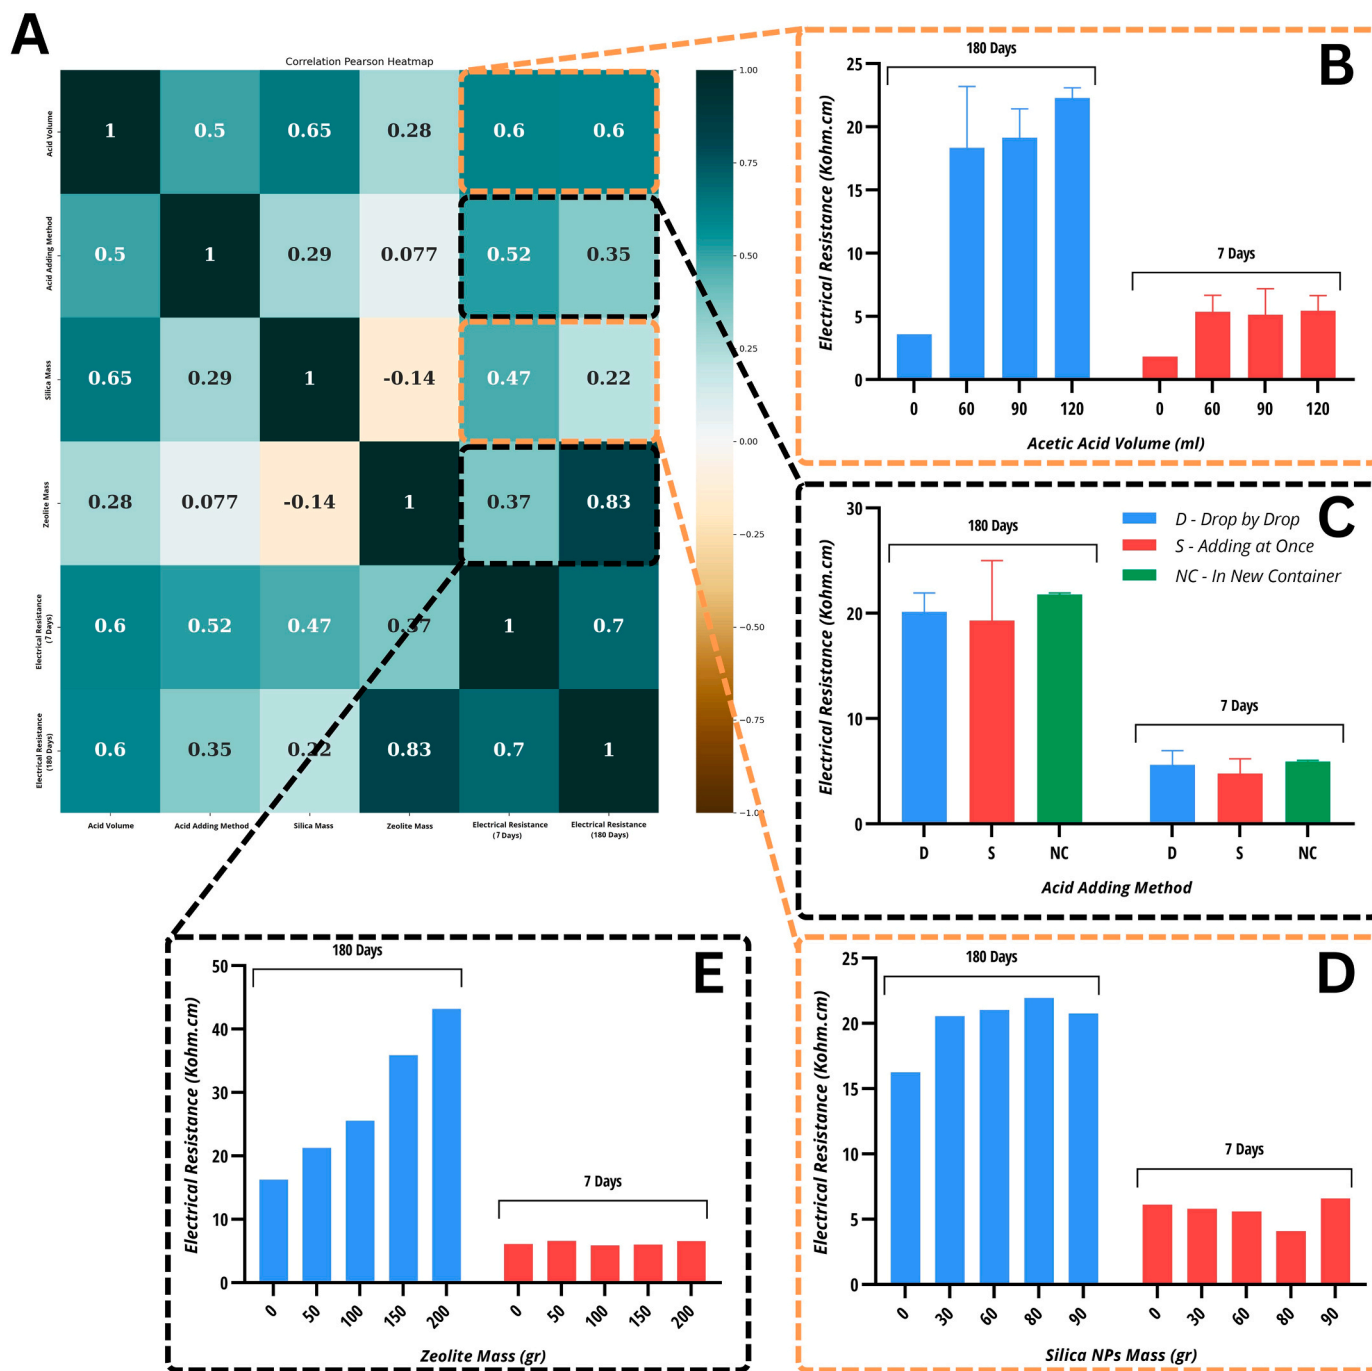 A
Correlation Pearson Heatmap
Acid Volume
1
0.5
0.65
0.28
0.6
0.6
Acid Adding Method
0.5
1
0.29
0.077
0.52
0.35
Silica Mass
0.65
0.29
1
-0.14
0.47
0.22
Zeolite Mass
0.28
0.077
-0.14
1
0.37
0.83
Electrical Resistance
(7 Days)
0.6
0.52
0.47
0.37
1
0.7
Electrical Resistance
(180 Days)
0.6
0.35
0.22
0.83
0.7
1
Acid Volume
Acid Adding Method
Silica Mass
Zeolite Mass
Electrical Resistance
(7 Days)
Electrical Resistance
(180 Days)
1.00
0.75
0.50
0.25
0.00
−0.25
−0.50
−0.75
−1.0
B
180 Days
7 Days
Electrical Resistance (Kohm.cm)
25
20
15
10
5
0
0
60
90
120
0
60
90
120
Acetic Acid Volume (ml)
C
D - Drop by Drop
S - Adding at Once
NC - In New Container
180 Days
7 Days
Electrical Resistance (Kohm.cm)
30
20
10
0
D
S
NC
D
S
NC
Acid Adding Method
E
180 Days
7 Days
Electrical Resistance (Kohm.cm)
50
40
30
20
10
0
0
50
100
150
200
0
50
100
150
200
Zeolite Mass (gr)
D
180 Days
7 Days
Electrical Resistance (Kohm.cm)
25
20
15
10
5
0
0
30
60
80
90
0
30
60
80
90
Silica NPs Mass (gr)